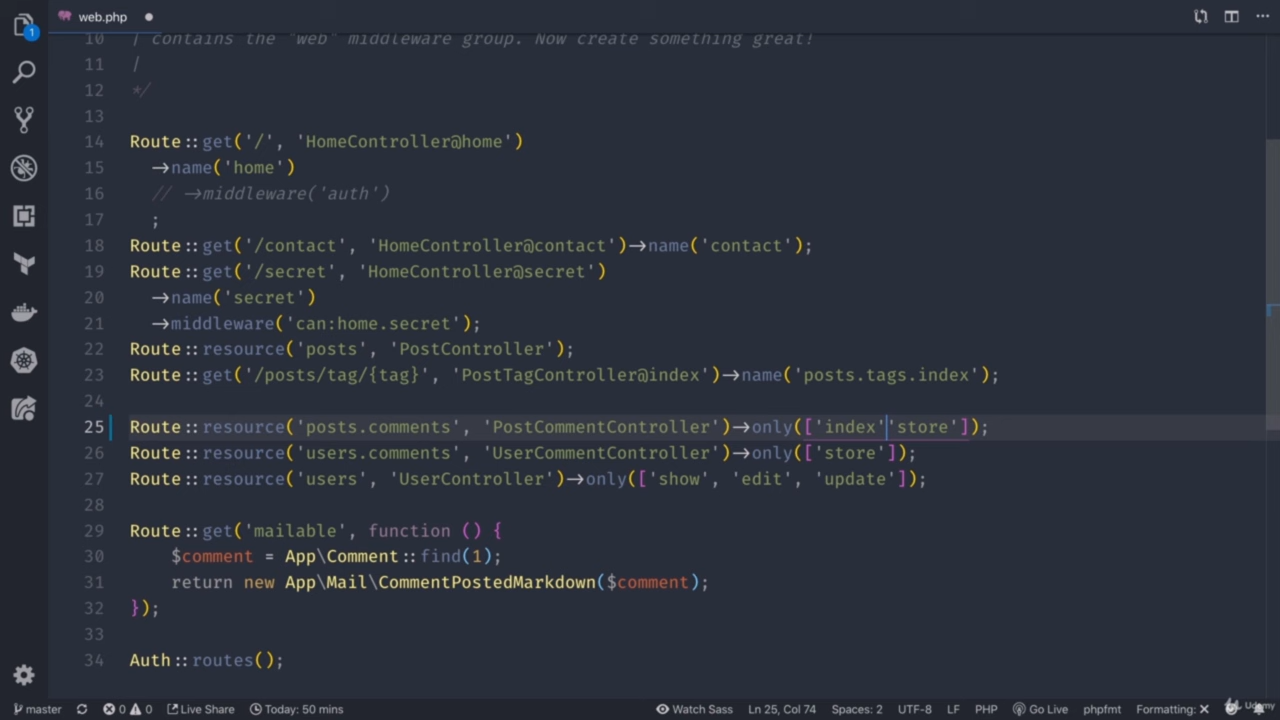 1
web.php
10 | contains the "web" middleware group. Now create something great!
11 |
12 */
13
14 Route::get('/', 'HomeController@home')
15 ->name('home')
16 // ->middleware('auth')
17 ;
18 Route::get('/contact', 'HomeController@contact')->name('contact');
19 Route::get('/secret', 'HomeController@secret')
20 ->name('secret')
21 ->middleware('can:home.secret');
22 Route::resource('posts', 'PostController');
23 Route::get('/posts/tag/{tag}', 'PostTagController@index')->name('posts.tags.index');
24
25 Route::resource('posts.comments', 'PostCommentController')->only(['index''store']);
26 Route::resource('users.comments', 'UserCommentController')->only(['store']);
27 Route::resource('users', 'UserController')->only(['show', 'edit', 'update']);
28
29 Route::get('mailable', function () {
30 $comment = App\Comment::find(1);
31 return new App\Mail\CommentPostedMarkdown($comment);
32 });
33
34 Auth::routes();
master 0 0 Live Share Today: 50 mins Watch Sass Ln 25, Col 74 Spaces: 2 UTF-8 LF PHP Go Live phpfmt Formatting: X Udemy